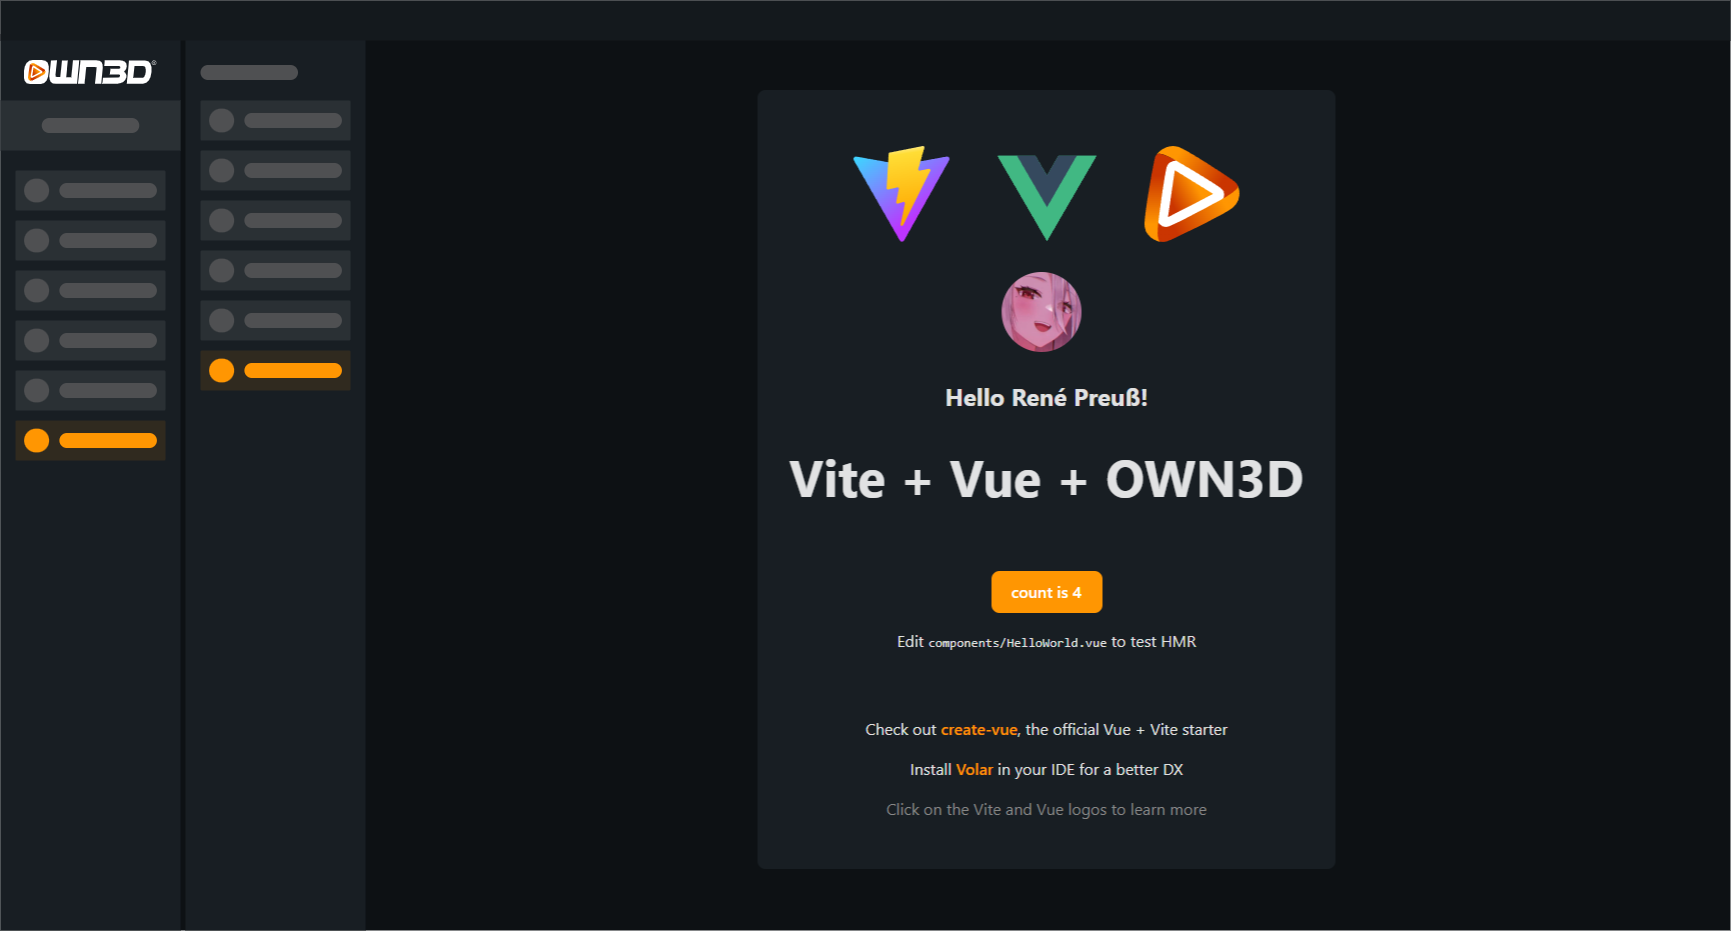 OWN3D®
Hello René Preuß!
Vite + Vue + OWN3D
count is 4
Edit components/HelloWorld.vue to test HMR
Check out create-vue, the official Vue + Vite starter
Install Volar in your IDE for a better DX
Click on the Vite and Vue logos to learn more